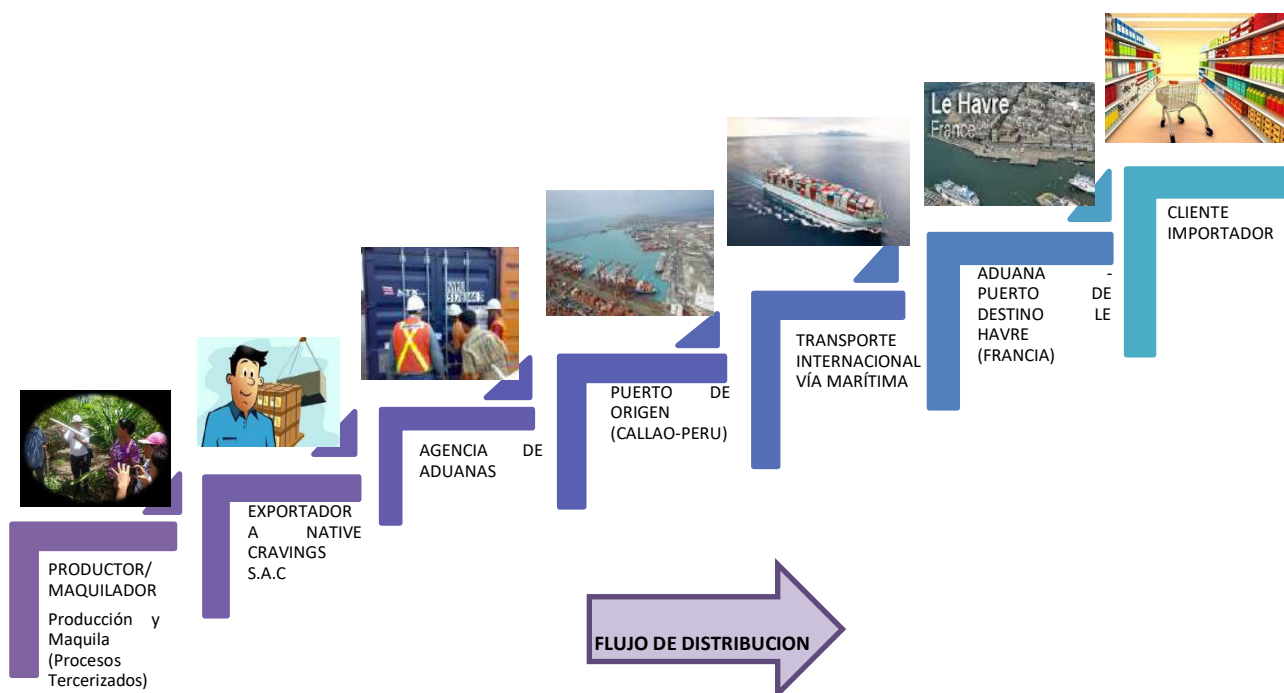 PRODUCTOR/
MAQUILADOR
Producción y
Maquila
(Procesos
Tercerizados)
EXPORTADOR
A NATIVE
CRAVINGS
S.A.C
AGENCIA DE
ADUANAS
PUERTO DE
ORIGEN
(CALLAO-PERU)
TRANSPORTE
INTERNACIONAL
VÍA MARÍTIMA
Le Havre
France
ADUANA -
PUERTO DE
DESTINO LE
HAVRE
(FRANCIA)
CLIENTE
IMPORTADOR
FLUJO DE DISTRIBUCION